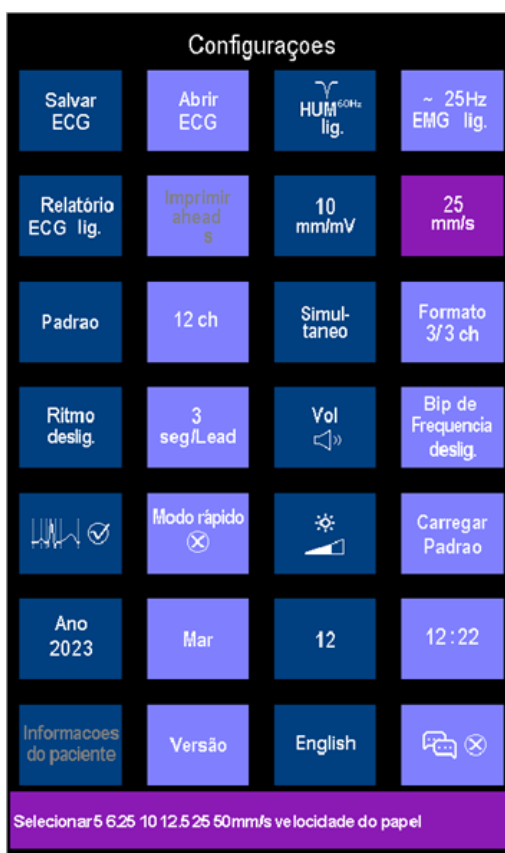 Configuraçoes
Salvar
ECG
Abrir
ECG
HUM 60Hz
lig.
~ 25Hz
EMG lig.
Relatório
ECG lig.
Imprimir
ahead
s
10
mm/mV
25
mm/s
Padrao
12 ch
Simul-
taneo
Formato
3/3 ch
Ritmo
deslig.
3
seg/Lead
Vol
Bip de
Frequencia
deslig.
Modo rápido
Carregar
Padrao
Ano
2023
Mar
12
12:22
Informacoes
do paciente
Versão
English
Selecionar 5 6.25 10 12.5 25 50mm/s velocidade do papel